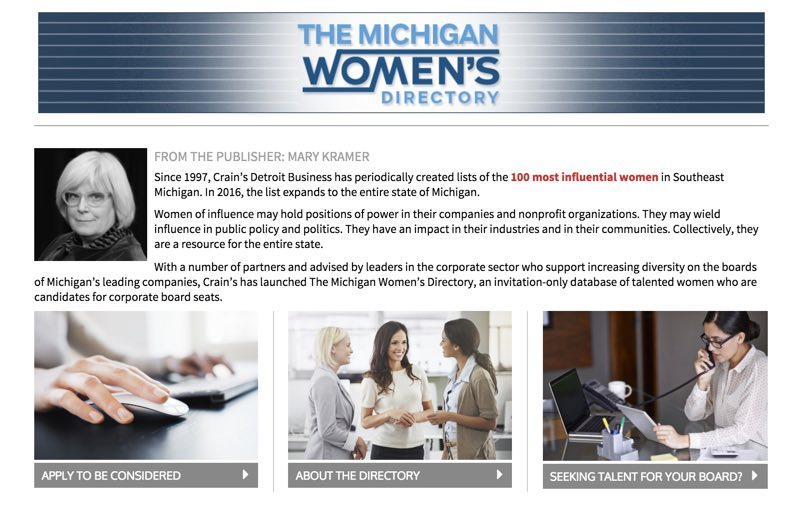 THE MICHIGAN
WOMEN'S
DIRECTORY
FROM THE PUBLISHER: MARY KRAMER
Since 1997, Crain's Detroit Business has periodically created lists of the 100 most influential women in Southeast
Michigan. In 2016, the list expands to the entire state of Michigan.
Women of influence may hold positions of power in their companies and nonprofit organizations. They may wield
influence in public policy and politics. They have an impact in their industries and in their communities. Collectively, they
are a resource for the entire state.
With a number of partners and advised by leaders in the corporate sector who support increasing diversity on the boards
of Michigan's leading companies, Crain's has launched The Michigan Women's Directory, an invitation-only database of talented women who are
candidates for corporate board seats.
APPLY TO BE CONSIDERED
ABOUT THE DIRECTORY
SEEKING TALENT FOR YOUR BOARD?